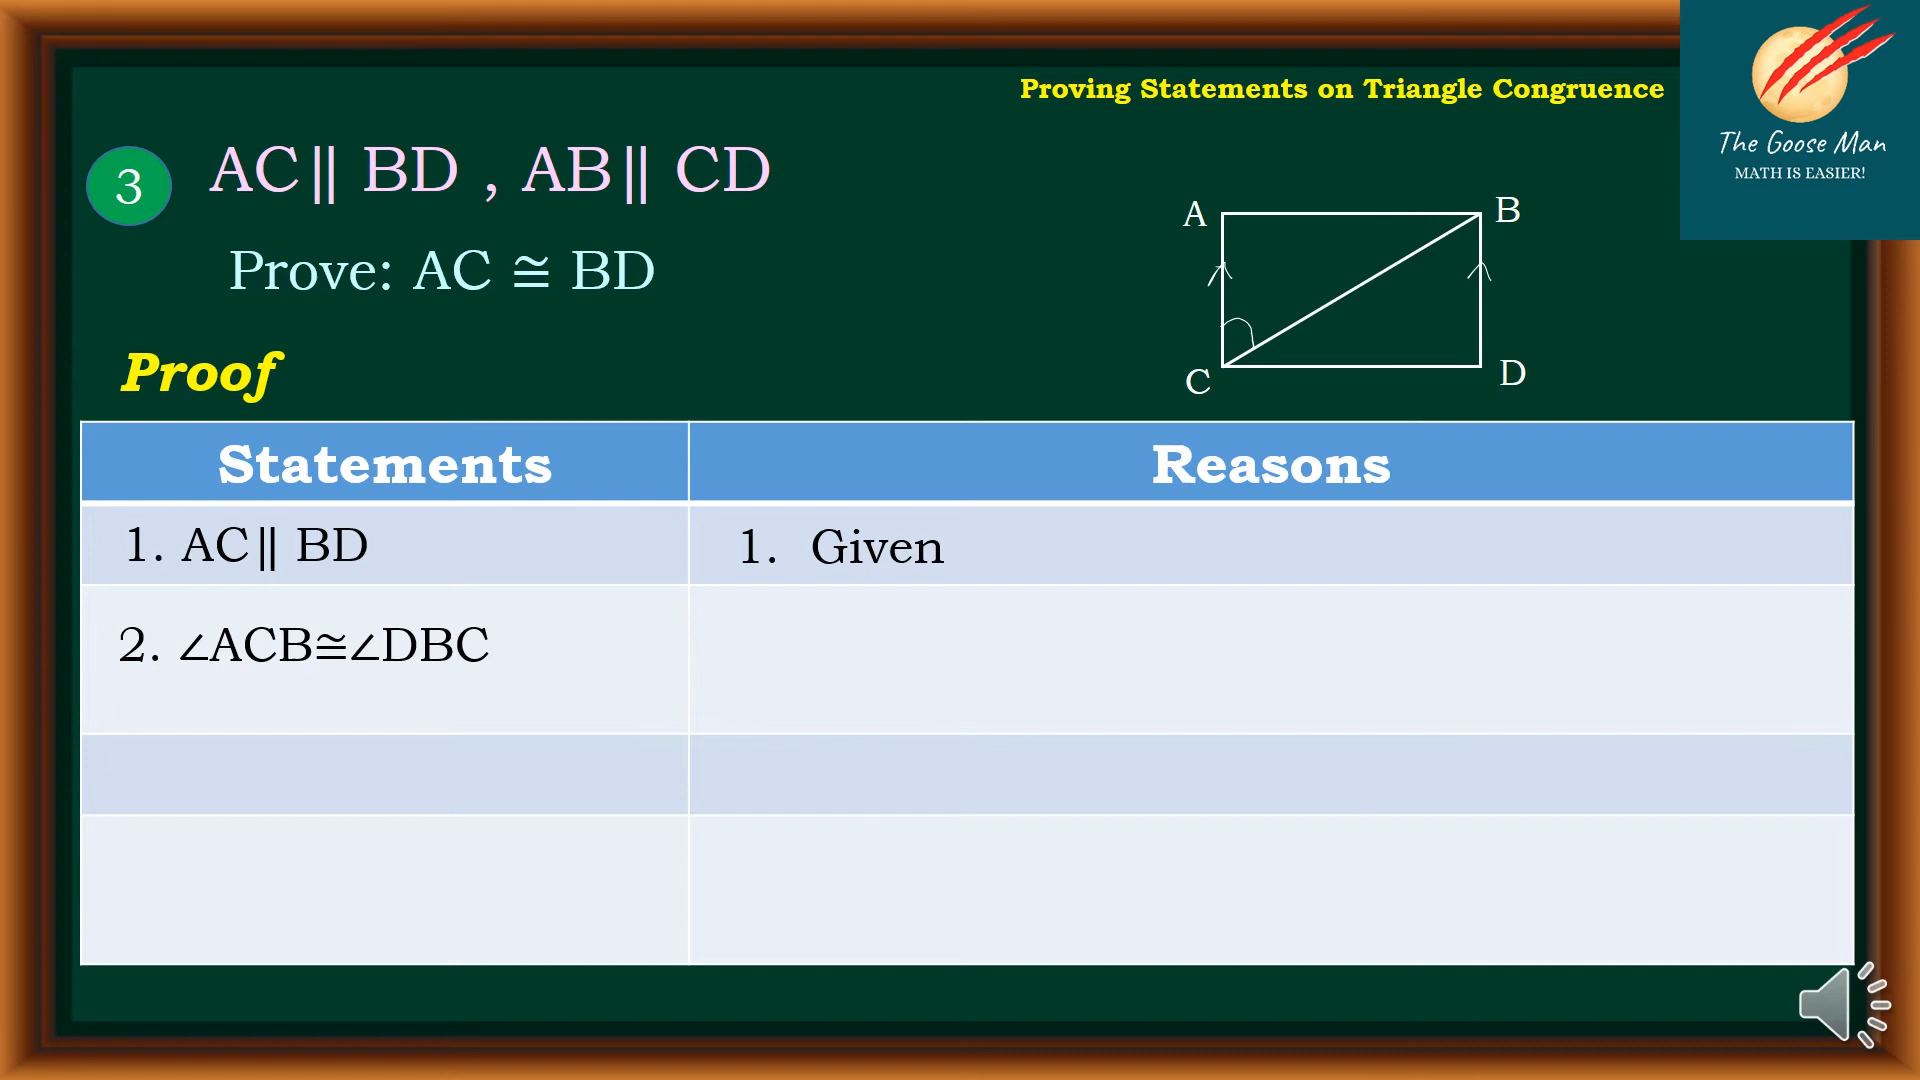 Proving Statements on Triangle Congruence
The Goose Man
MATH IS EASIER!
3
AC∥ BD , AB∥ CD
Prove: AC ≅ BD
A
B
C
D
Proof
Statements
Reasons
1. AC∥ BD
1. Given
2. ∠ACB≅∠DBC